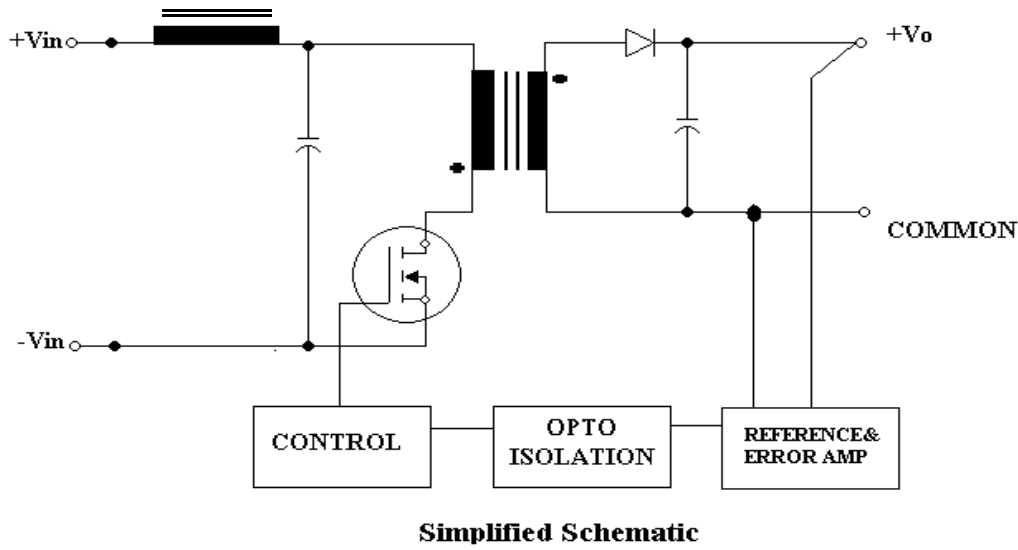 +Vin
+Vo
COMMON
-Vin
CONTROL
OPTO
ISOLATION
REFERENCE&
ERROR AMP
Simplified Schematic